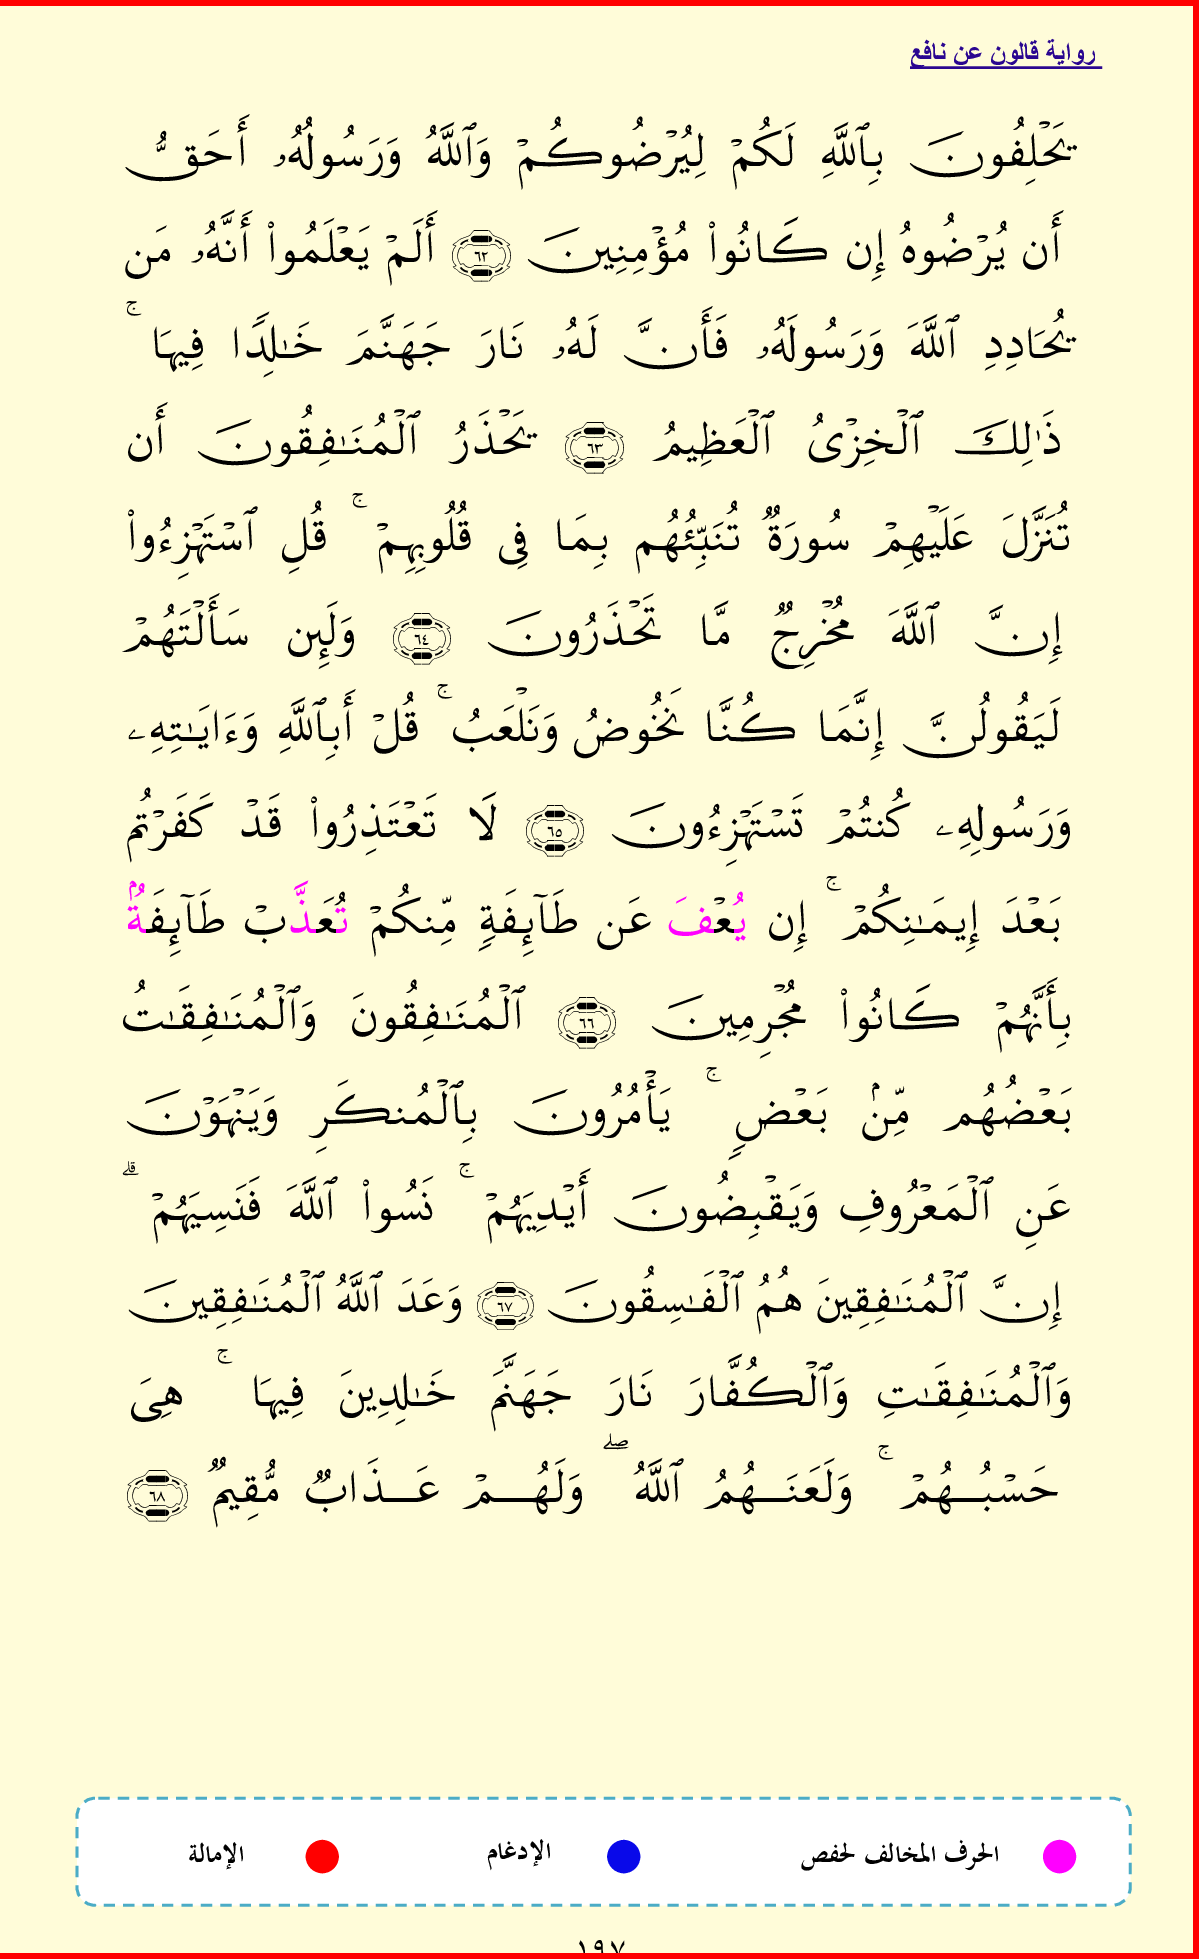 رواية قالون عن نافع
يَحْلِفُونَ بِٱللَّهِ لَكُمْ لِيُرْضُوكُمْ وَٱللَّهُ وَرَسُولُهُۥ أَحَقُّ
أَن يُرْضُوهُ إِن كَانُوا۟ مُؤْمِنِينَ ٦٢ أَلَمْ يَعْلَمُوا۟ أَنَّهُۥ مَن
يُحَادِدِ ٱللَّهَ وَرَسُولَهُۥ فَأَنَّ لَهُۥ نَارَ جَهَنَّمَ خَـٰلِدًا فِيهَا ۚ
ذَٰلِكَ ٱلْخِزْىُ ٱلْعَظِيمُ ٦٣ يَحْذَرُ ٱلْمُنَـٰفِقُونَ أَن
تُنَزَّلَ عَلَيْهِمْ سُورَةٌ تُنَبِّئُهُم بِمَا فِى قُلُوبِهِمْ ۚ قُلِ ٱسْتَهْزِءُوا۟
إِنَّ ٱللَّهَ مُخْرِجٌ مَّا تَحْذَرُونَ ٦٤ وَلَئِن سَأَلْتَهُمْ
لَيَقُولُنَّ إِنَّمَا كُنَّا نَخُوضُ وَنَلْعَبُ ۚ قُلْ أَبِٱللَّهِ وَءَايَـٰتِهِۦ
وَرَسُولِهِۦ كُنتُمْ تَسْتَهْزِءُونَ ٦٥ لَا تَعْتَذِرُوا۟ قَدْ كَفَرْتُم
بَعْدَ إِيمَـٰنِكُمْ ۚ إِن يُعْفَ عَن طَآئِفَةٍ مِّنكُمْ تُعَذَّبْ طَآئِفَةٌۢ
بِأَنَّهُمْ كَانُوا۟ مُجْرِمِينَ ٦٦ ٱلْمُنَـٰفِقُونَ وَٱلْمُنَـٰفِقَـٰتُ
بَعْضُهُم مِّنۢ بَعْضٍ ۚ يَأْمُرُونَ بِٱلْمُنكَرِ وَيَنْهَوْنَ
عَنِ ٱلْمَعْرُوفِ وَيَقْبِضُونَ أَيْدِيَهُمْ ۚ نَسُوا۟ ٱللَّهَ فَنَسِيَهُمْ ۗ
إِنَّ ٱلْمُنَـٰفِقِينَ هُمُ ٱلْفَـٰسِقُونَ ٦٧ وَعَدَ ٱللَّهُ ٱلْمُنَـٰفِقِينَ
وَٱلْمُنَـٰفِقَـٰتِ وَٱلْكُفَّارَ نَارَ جَهَنَّمَ خَـٰلِدِينَ فِيهَا ۚ هِىَ
حَسْبُـهُمْ ۚ وَلَعَنَـهُمُ ٱللَّهُ ۖ وَلَهُـمْ عَـذَابٌ مُّقِيمٌ ٦٨
الحرف المخالف لحفص الإدغام الإمالة
١٩٧